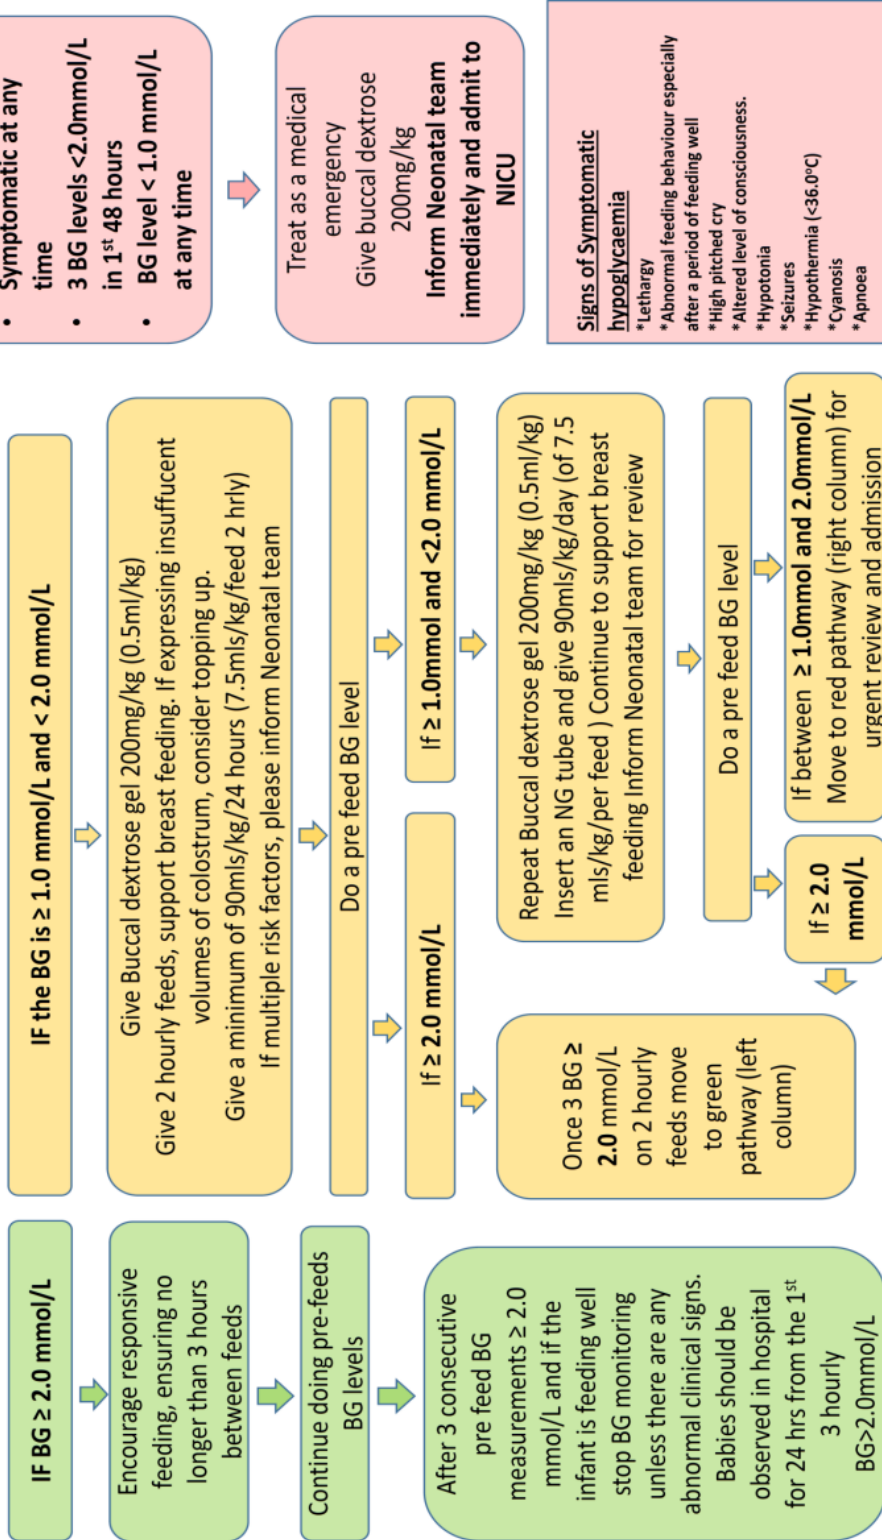 IF BG ≥ 2.0 mmol/L
Encourage responsive
feeding, ensuring no
longer than 3 hours
between feeds
Continue doing pre-feeds
BG levels
After 3 consecutive
pre feed BG
measurements ≥ 2.0
mmol/L and if the
infant is feeding well
stop BG monitoring
unless there are any
abnormal clinical signs.
Babies should be
observed in hospital
for 24 hrs from the 1st
3 hourly
BG>2.0mmol/L
IF the BG is ≥ 1.0 mmol/L and < 2.0 mmol/L
Give Buccal dextrose gel 200mg/kg (0.5ml/kg)
Give 2 hourly feeds, support breast feeding. If expressing insuffucent
volumes of colostrum, consider topping up.
Give a minimum of 90mls/kg/24 hours (7.5mls/kg/feed 2 hrly)
If multiple risk factors, please inform Neonatal team
Do a pre feed BG level
If ≥ 2.0 mmol/L
If ≥ 1.0mmol and <2.0 mmol/L
Once 3 BG ≥
2.0 mmol/L
on 2 hourly
feeds move
to green
pathway (left
column)
Repeat Buccal dextrose gel 200mg/kg (0.5ml/kg)
Insert an NG tube and give 90mls/kg/day (of 7.5
mls/kg/per feed ) Continue to support breast
feeding Inform Neonatal team for review
Do a pre feed BG level
If ≥ 2.0
mmol/L
If between ≥ 1.0mmol and 2.0mmol/L
Move to red pathway (right column) for
urgent review and admission
• Symptomatic at any
time
• 3 BG levels <2.0mmol/L
in 1st 48 hours
• BG level < 1.0 mmol/L
at any time
Treat as a medical
emergency
Give buccal dextrose
200mg/kg
Inform Neonatal team
immediately and admit to
NICU
Signs of Symptomatic
hypoglycaemia
*Lethargy
*Abnormal feeding behaviour especially
after a period of feeding well
*High pitched cry
*Altered level of consciousness.
*Hypotonia
*Seizures
*Hypothermia (<36.0°C)
*Cyanosis
*Apnoea